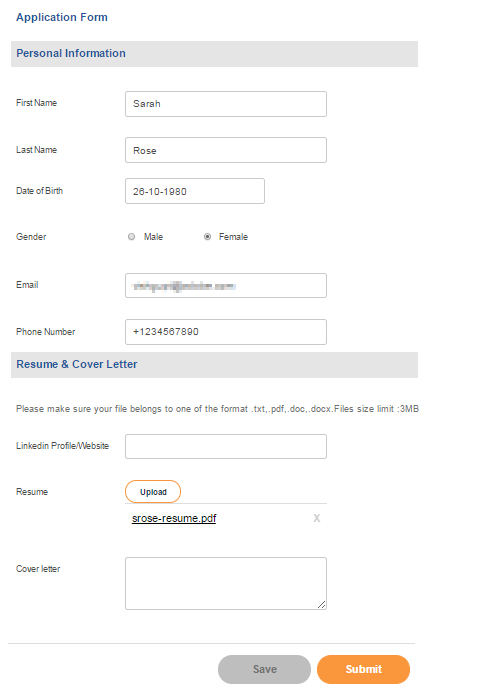 Application Form
Personal Information
First Name Sarah
Last Name Rose
Date of Birth 26-10-1980
Gender Male Female
Email
Phone Number +1234567890
Resume & Cover Letter
Please make sure your file belongs to one of the format .txt,.pdf,.doc,.docx.Files size limit :3MB
Linkedin Profile/Website
Resume Upload
srose-resume.pdf X
Cover letter
Save Submit